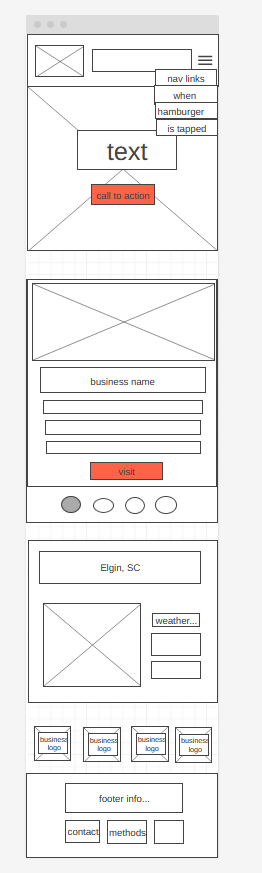 nav links
when
hamburger
is tapped
text
call to action
business name
visit
Elgin, SC
weather...
business
logo
business
logo
business
logo
business
logo
footer info...
contact
methods